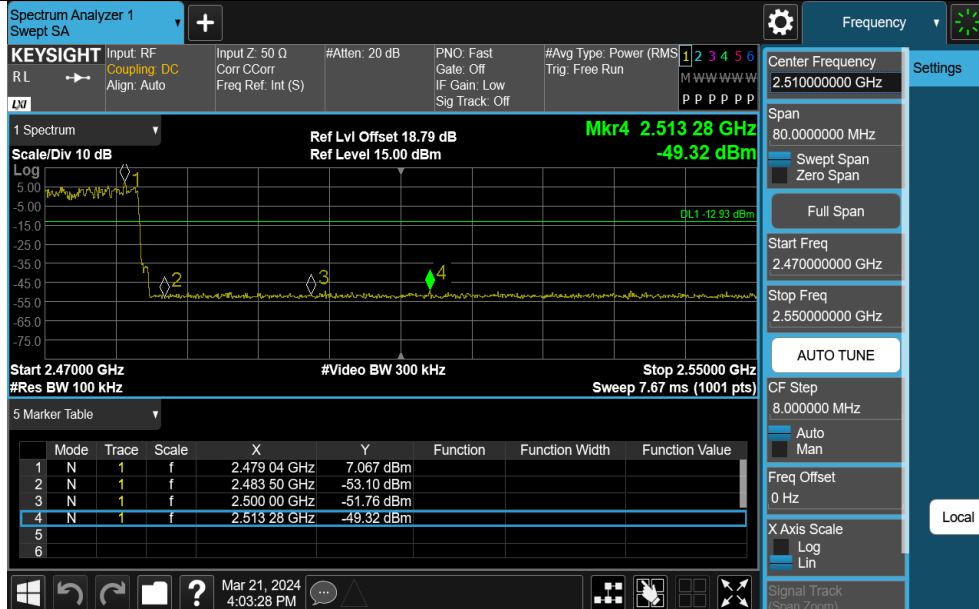 Spectrum Analyzer 1
Swept SA
+
Frequency
KEYSIGHT
RL
LXI
Input: RF
Coupling: DC
Align: Auto
Input Z: 50 Ω
Corr CCorr
Freq Ref: Int (S)
#Atten: 20 dB
PNO: Fast
Gate: Off
IF Gain: Low
Sig Track: Off
#Avg Type: Power (RMS
Trig: Free Run
1 2 3 4 5 6
M W W W W W
P P P P P P
1 Spectrum
Scale/Div 10 dB
Ref Lvl Offset 18.79 dB
Ref Level 15.00 dBm
Mkr4 2.513 28 GHz
-49.32 dBm
Log
5.00
-5.00
-15.0
-25.0
-35.0
-45.0
-55.0
-65.0
-75.0
1
2
3
4
DL1 -12.93 dBm
Start 2.47000 GHz
#Res BW 100 kHz
#Video BW 300 kHz
Stop 2.55000 GHz
Sweep 7.67 ms (1001 pts)
5 Marker Table
Mode Trace Scale X Y Function Function Width Function Value
1 N 1 f 2.479 04 GHz 7.067 dBm
2 N 1 f 2.483 50 GHz -53.10 dBm
3 N 1 f 2.500 00 GHz -51.76 dBm
4 N 1 f 2.513 28 GHz -49.32 dBm
5
6
?
Mar 21, 2024
4:03:28 PM
Center Frequency
2.510000000 GHz
Settings
Span
80.0000000 MHz
Swept Span
Zero Span
Full Span
Start Freq
2.470000000 GHz
Stop Freq
2.550000000 GHz
AUTO TUNE
CF Step
8.000000 MHz
Auto
Man
Freq Offset
0 Hz
Local
X Axis Scale
Log
Lin
Signal Track
(Span Zoom)